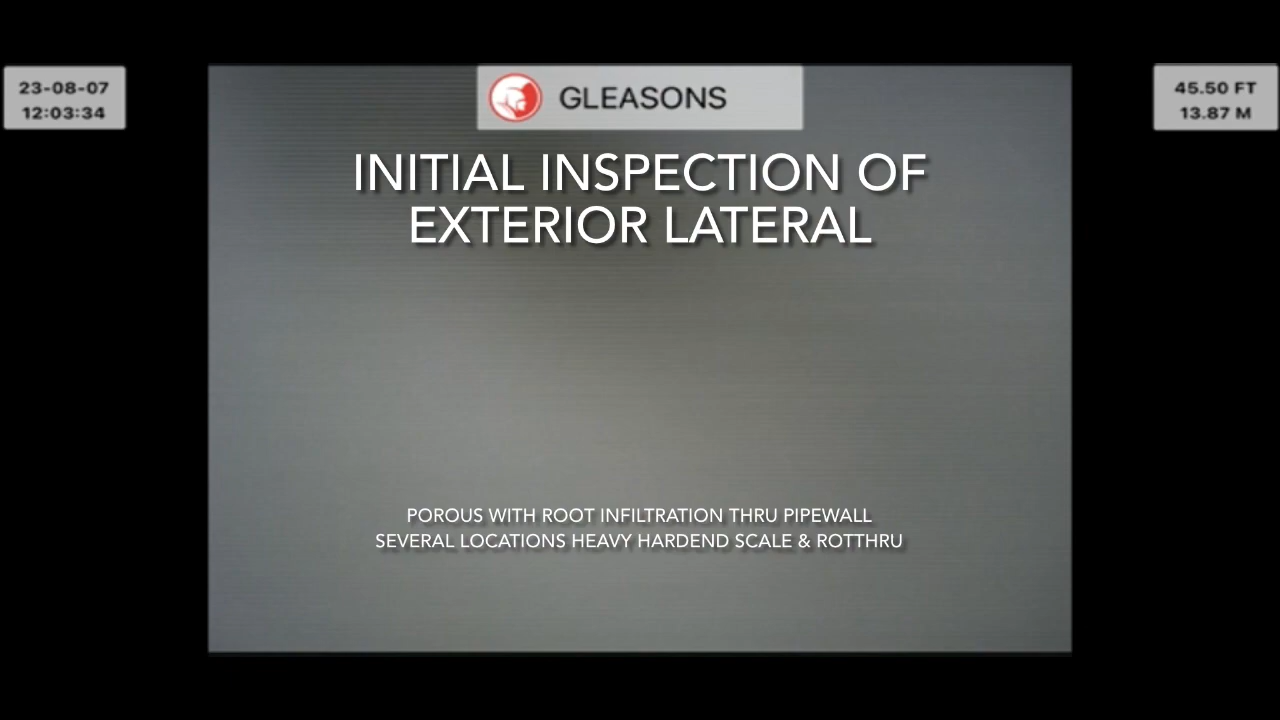 23-08-07
12:03:34
GLEASONS
45.50 FT
13.87 M
INITIAL INSPECTION OF
EXTERIOR LATERAL
POROUS WITH ROOT INFILTRATION THRU PIPEWALL
SEVERAL LOCATIONS HEAVY HARDEND SCALE & ROTTHRU